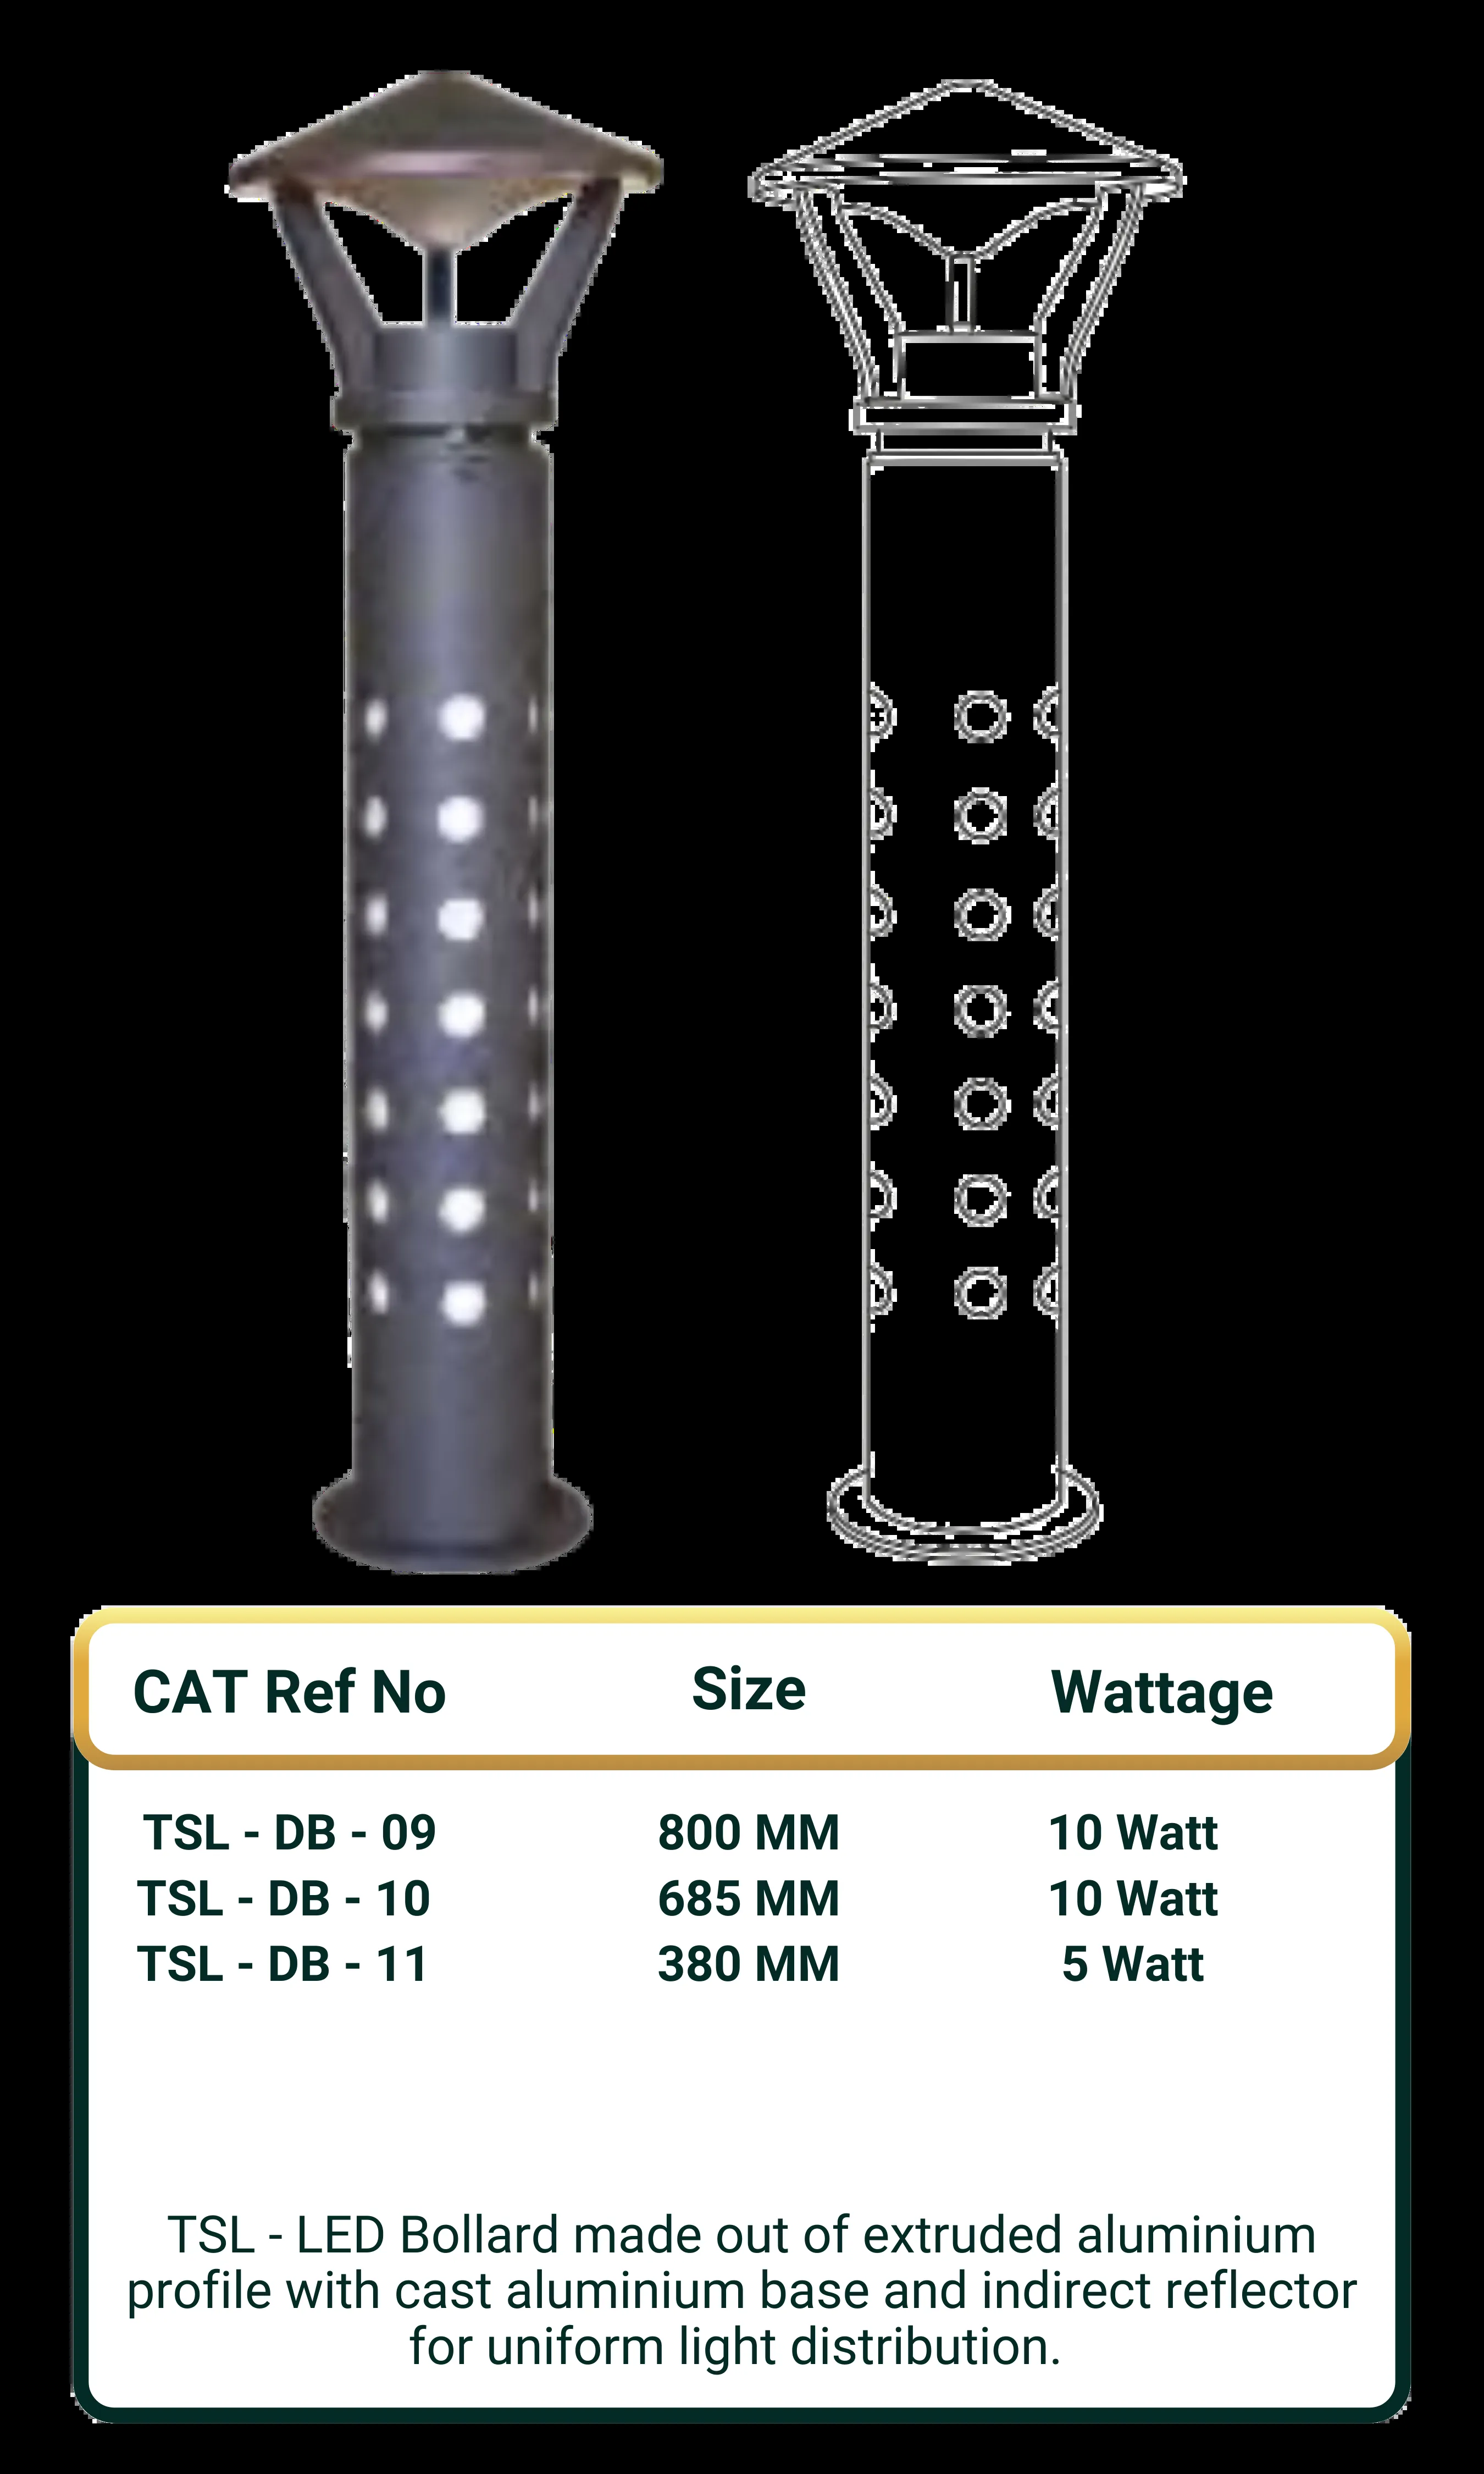 CAT Ref No Size Wattage
TSL - DB - 09 800 MM 10 Watt
TSL - DB - 10 685 MM 10 Watt
TSL - DB - 11 380 MM 5 Watt
TSL - LED Bollard made out of extruded aluminium
profile with cast aluminium base and indirect reflector
for uniform light distribution.